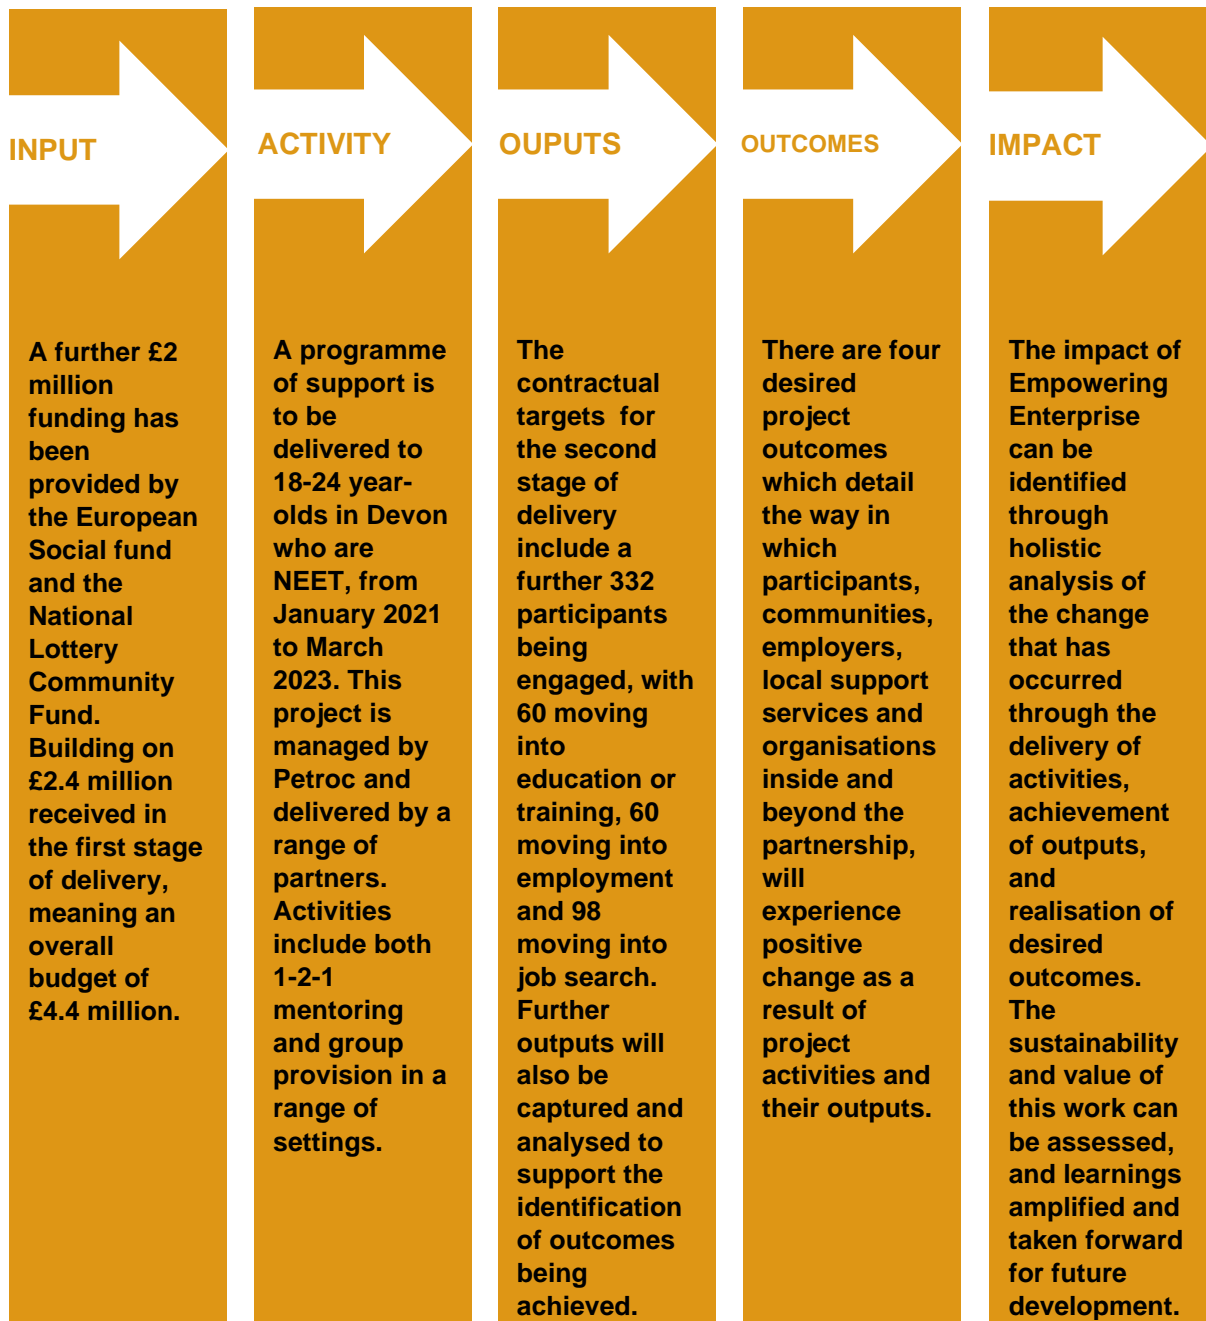 INPUT
A further £2
million
funding has
been
provided by
the European
Social fund
and the
National
Lottery
Community
Fund.
Building on
£2.4 million
received in
the first stage
of delivery,
meaning an
overall
budget of
£4.4 million.
ACTIVITY
A programme
of support is
to be
delivered to
18-24 year-
olds in Devon
who are
NEET, from
January 2021
to March
2023. This
project is
managed by
Petroc and
delivered by a
range of
partners.
Activities
include both
1-2-1
mentoring
and group
provision in a
range of
settings.
OUPUTS
The
contractual
targets for
the second
stage of
delivery
include a
further 332
participants
being
engaged, with
60 moving
into
education or
training, 60
moving into
employment
and 98
moving into
job search.
Further
outputs will
also be
captured and
analysed to
support the
identification
of outcomes
being
achieved.
OUTCOMES
There are four
desired
project
outcomes
which detail
the way in
which
participants,
communities,
employers,
local support
services and
organisations
inside and
beyond the
partnership,
will
experience
positive
change as a
result of
project
activities and
their outputs.
IMPACT
The impact of
Empowering
Enterprise
can be
identified
through
holistic
analysis of
the change
that has
occurred
through the
delivery of
activities,
achievement
of outputs,
and
realisation of
desired
outcomes.
The
sustainability
and value of
this work can
be assessed,
and learnings
amplified and
taken forward
for future
development.